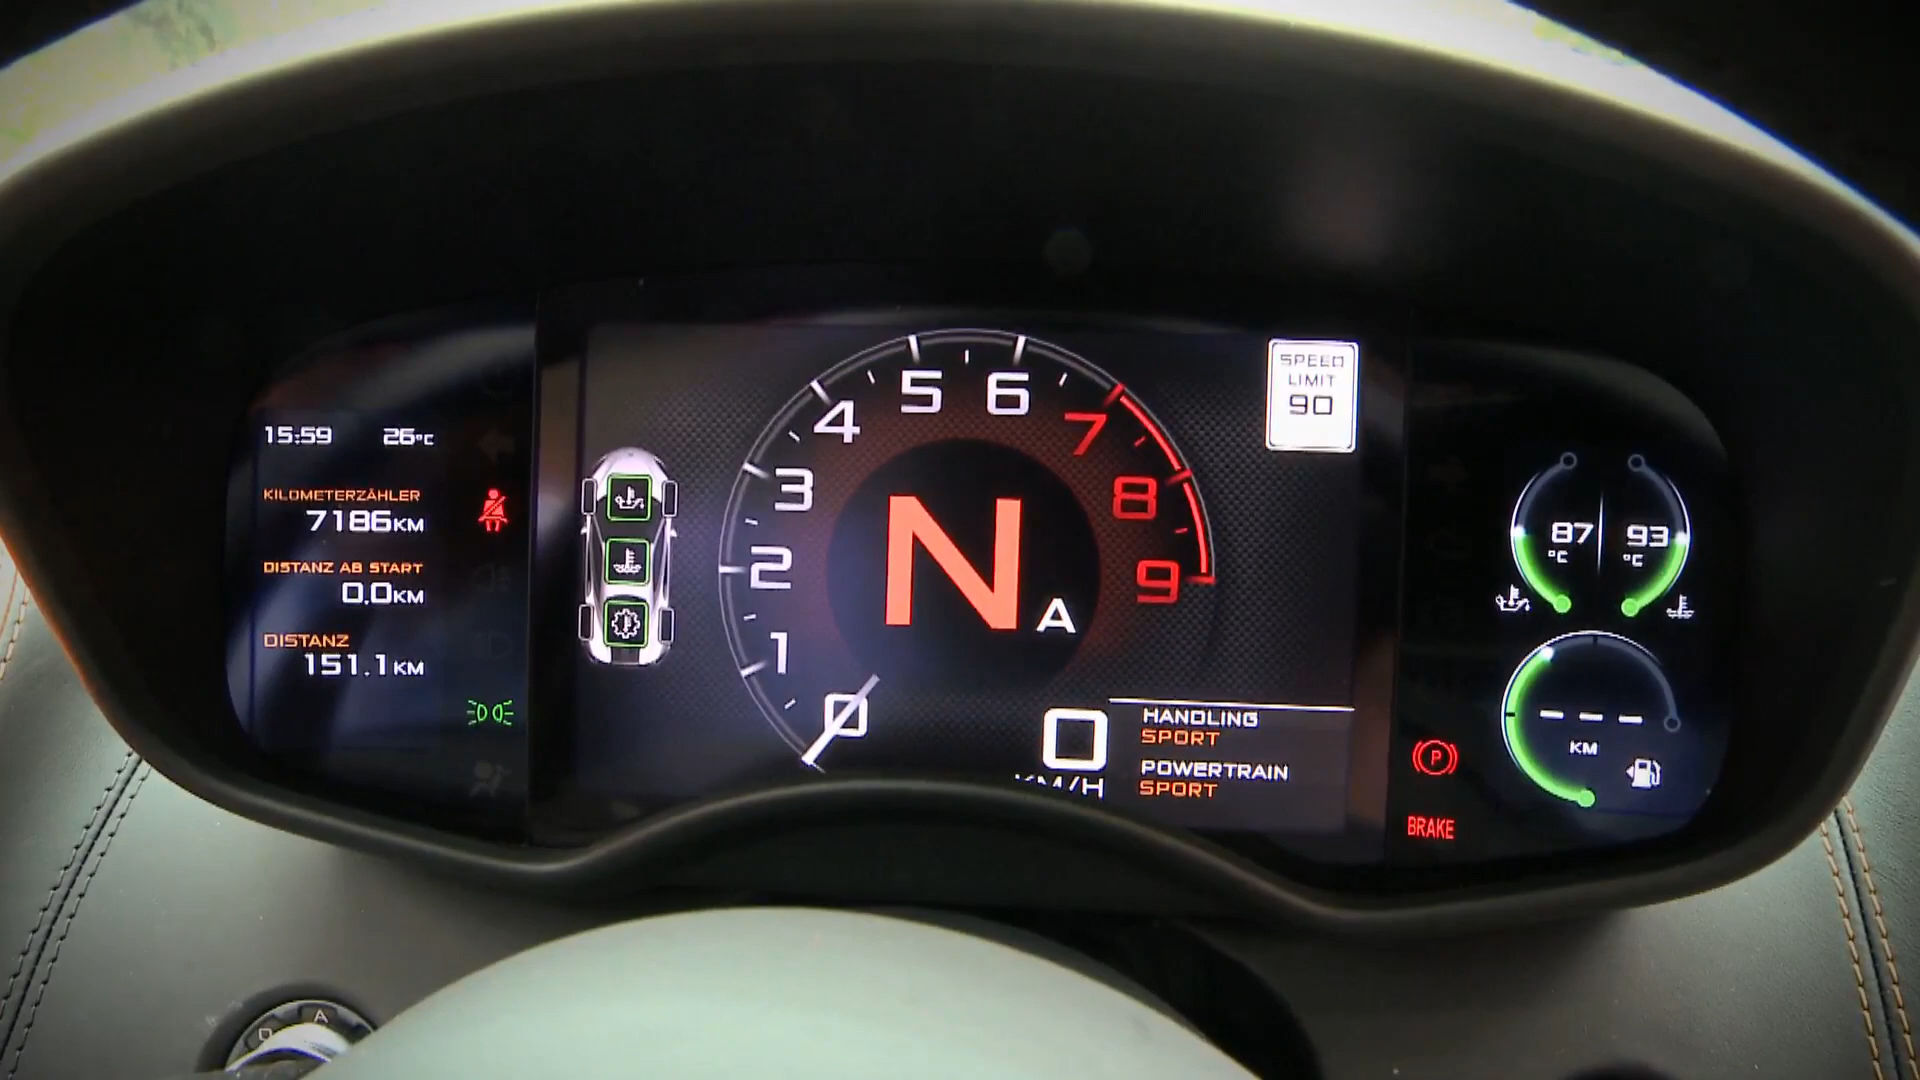 15:59 26°C
KILOMETERZÄHLER
7186KM
DISTANZ AB START
0.0KM
DISTANZ
151.1KM
0
1
2
3
4
5
6
7
8
9
N A
SPEED
LIMIT
90
0
KM/H
HANDLING
SPORT
POWERTRAIN
SPORT
87 °C
93 °C
--- KM
P
BRAKE
A